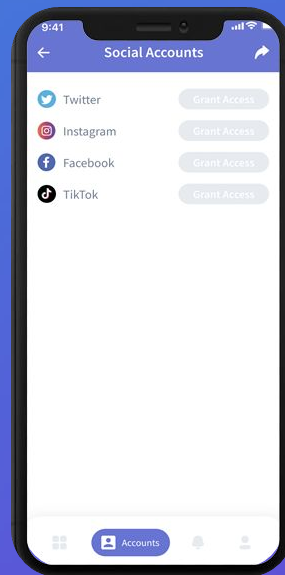 9:41
Social Accounts
Twitter Grant Access
Instagram Grant Access
Facebook Grant Access
TikTok Grant Access
Accounts